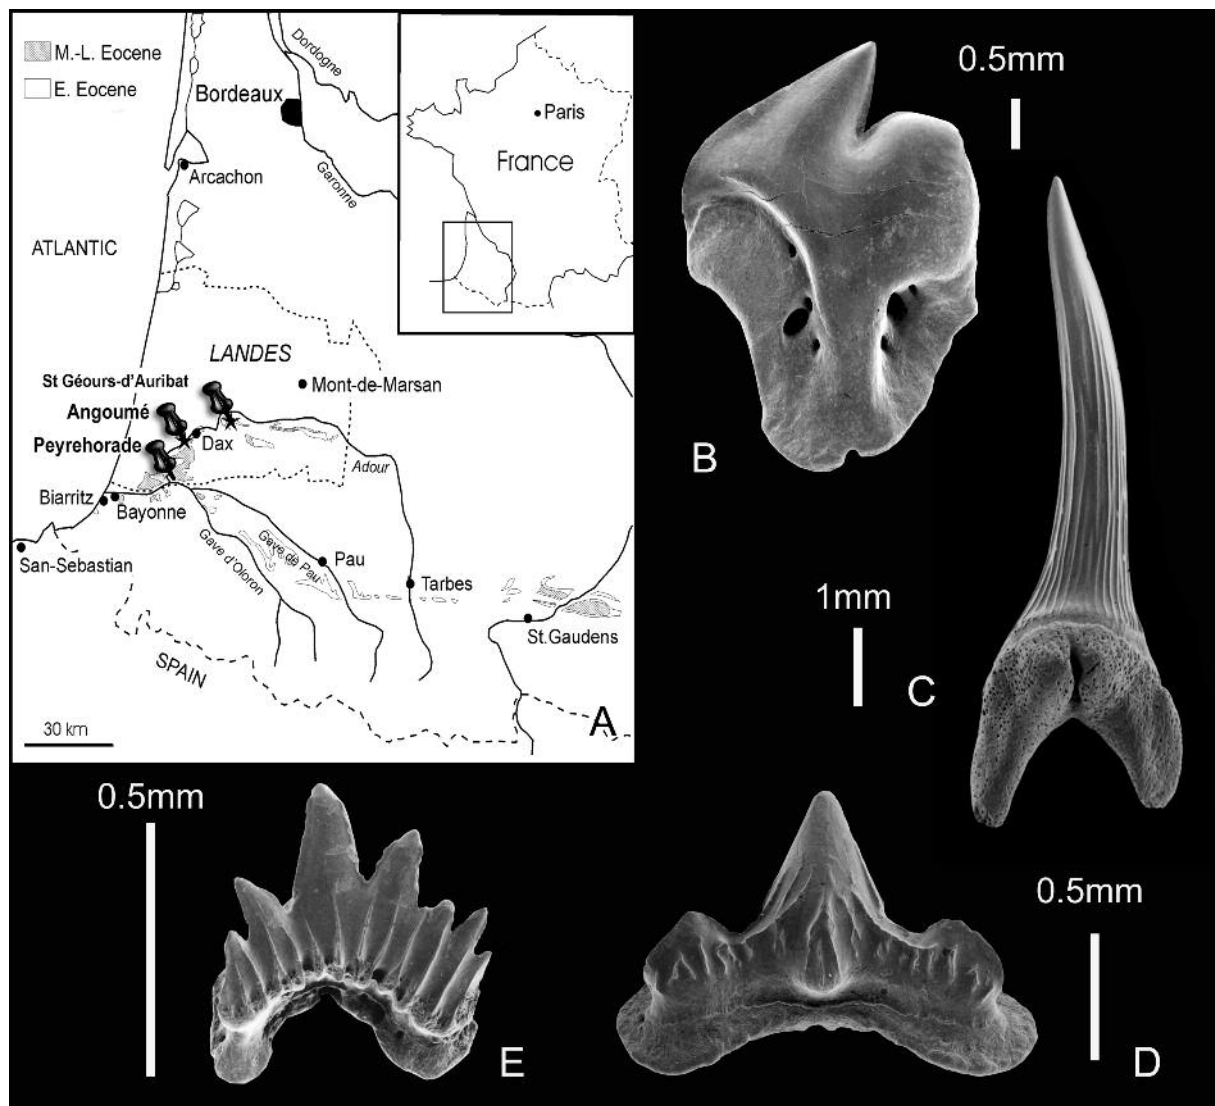 M.-L. Eocene
E. Eocene
Dordogne
Bordeaux
Garonne
Arcachon
ATLANTIC
Paris
France
LANDES
St Géours-d'Auribat
Mont-de-Marsan
Angoumé
Dax
Peyrehorade
Adour
Biarritz
Bayonne
Gave d'Oloron
Gave de Pau
Pau
San-Sebastian
Tarbes
St.Gaudens
SPAIN
30 km
A
0.5mm
B
1mm
C
0.5mm
E
0.5mm
D